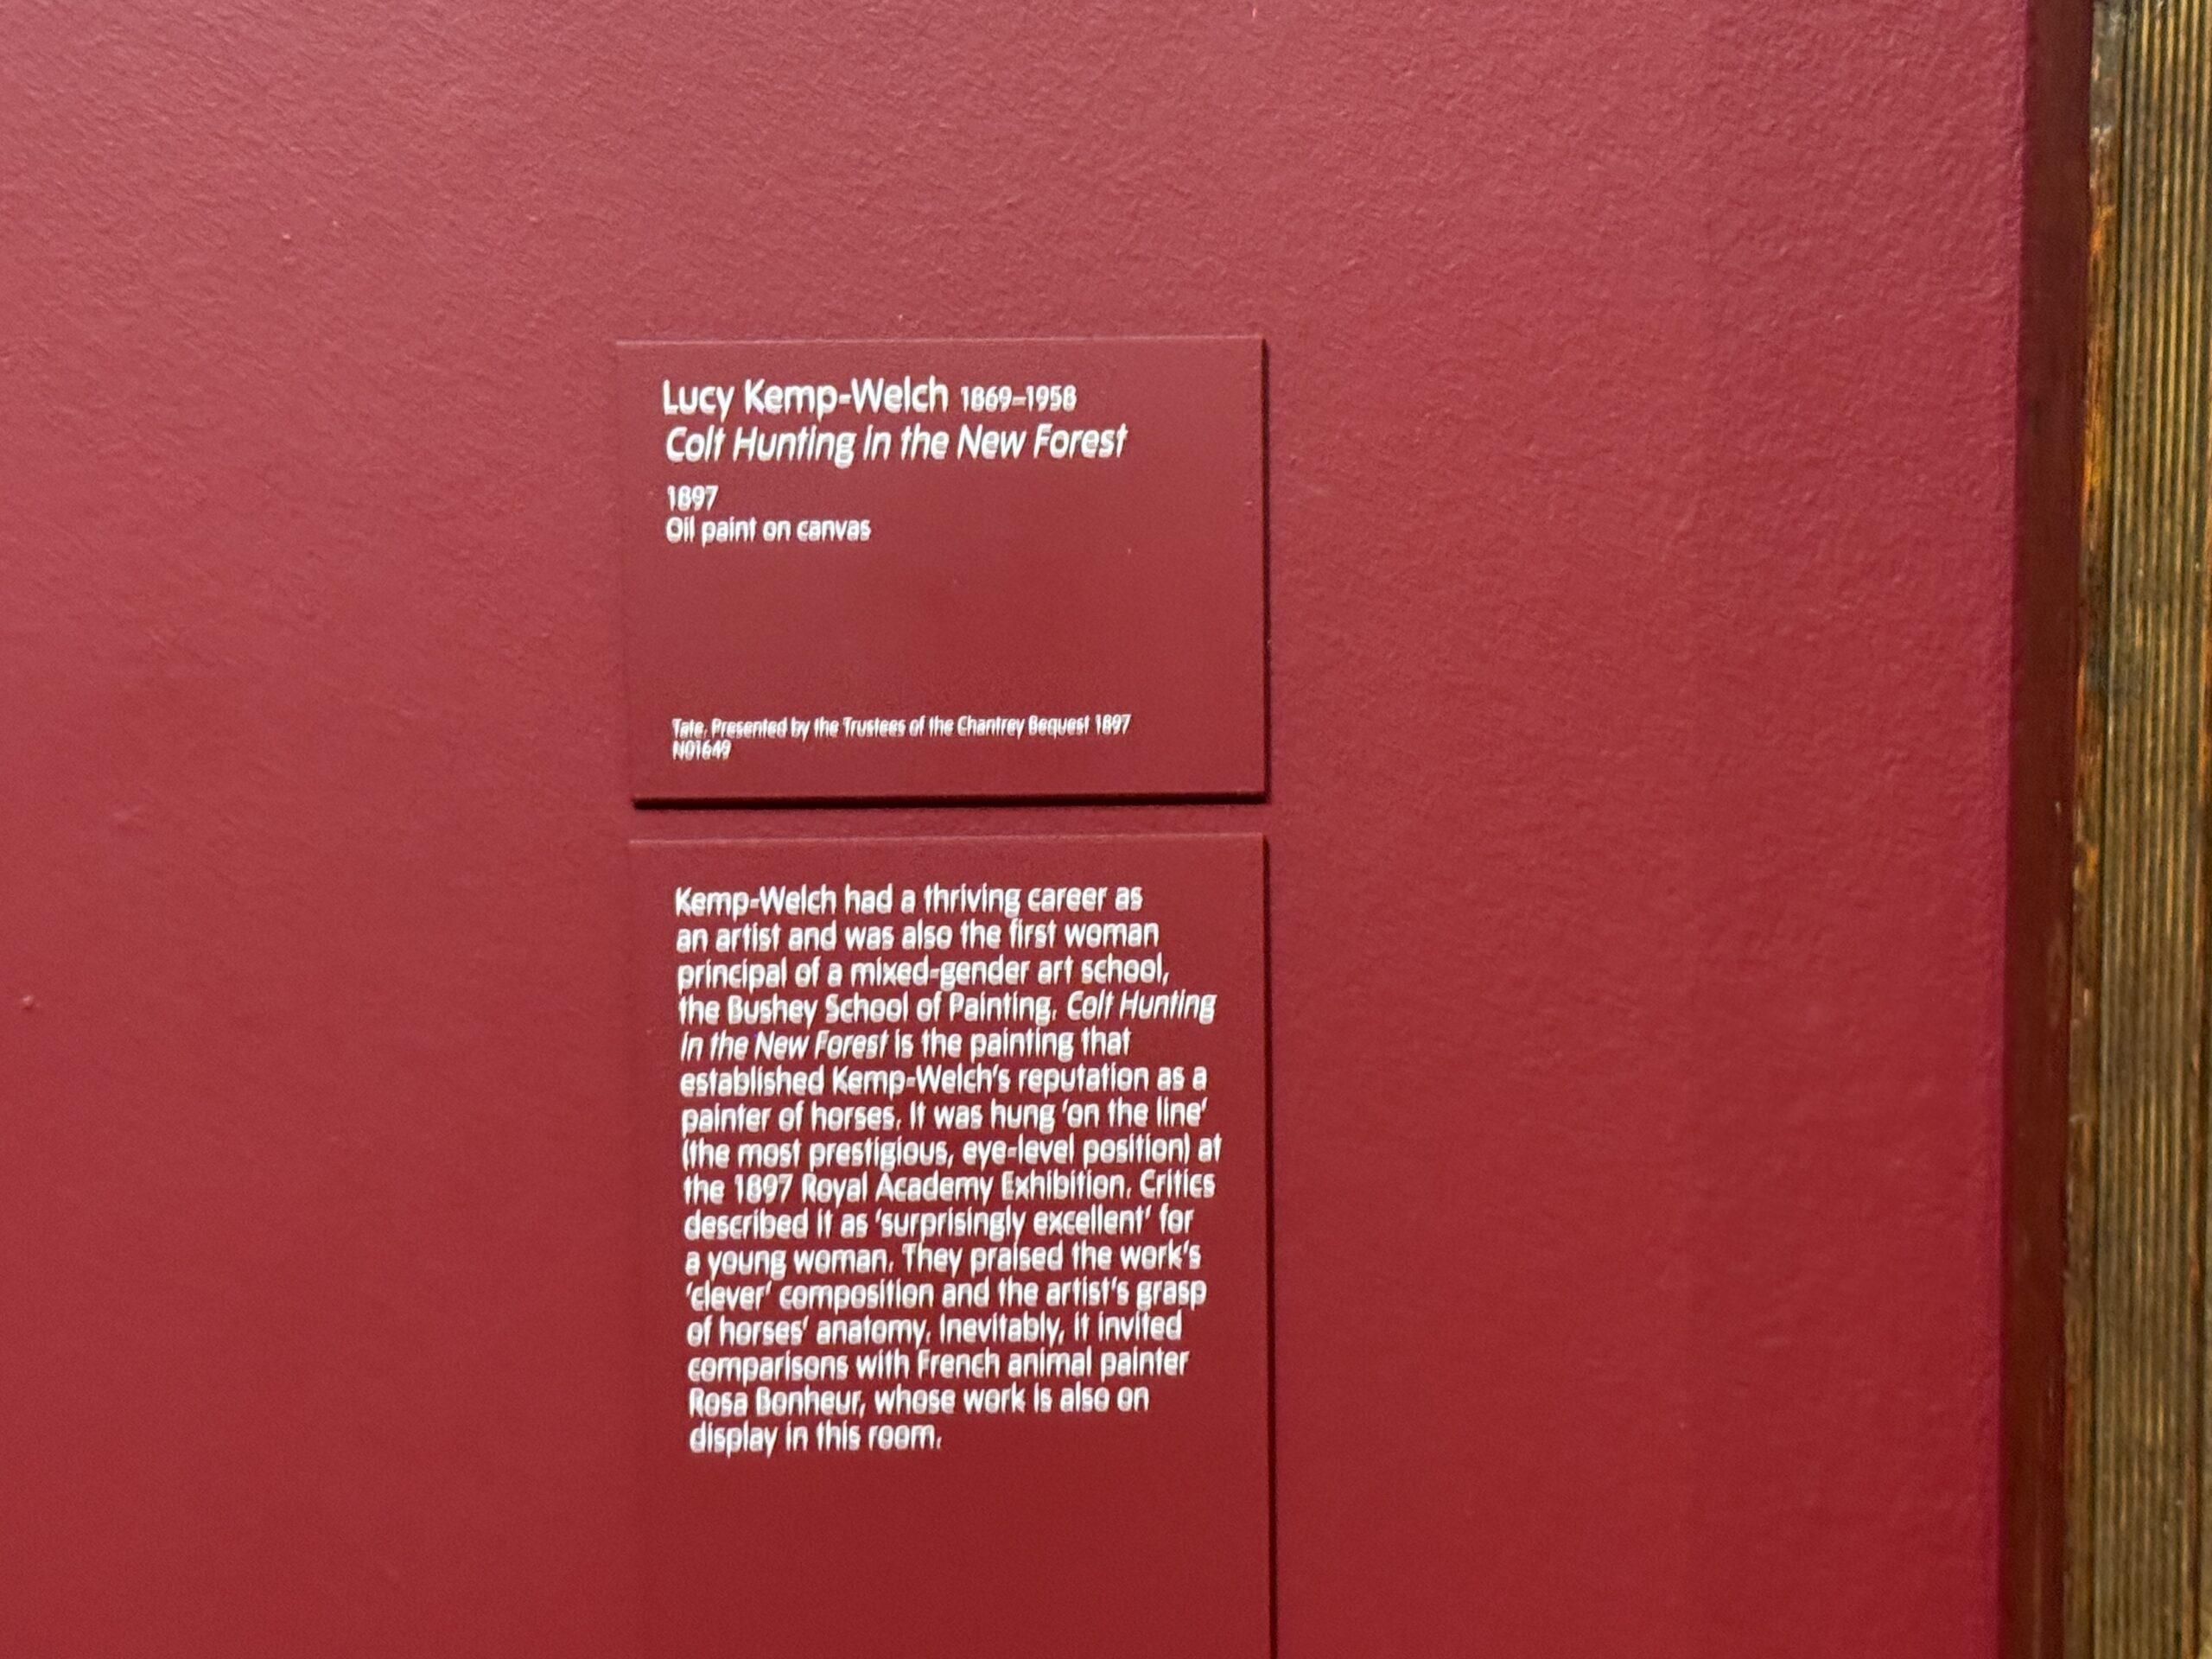 Lucy Kemp-Welch 1869–1958
Colt Hunting in the New Forest
1897
Oil paint on canvas
Tate. Presented by the Trustees of the Chantrey Bequest 1897
N01649
Kemp-Welch had a thriving career as
an artist and was also the first woman
principal of a mixed-gender art school,
the Bushey School of Painting. Colt Hunting
in the New Forest is the painting that
established Kemp-Welch's reputation as a
painter of horses. It was hung 'on the line'
(the most prestigious, eye-level position) at
the 1897 Royal Academy Exhibition. Critics
described it as 'surprisingly excellent' for
a young woman. They praised the work's
'clever' composition and the artist's grasp
of horses' anatomy. Inevitably, it invited
comparisons with French animal painter
Rosa Bonheur, whose work is also on
display in this room.